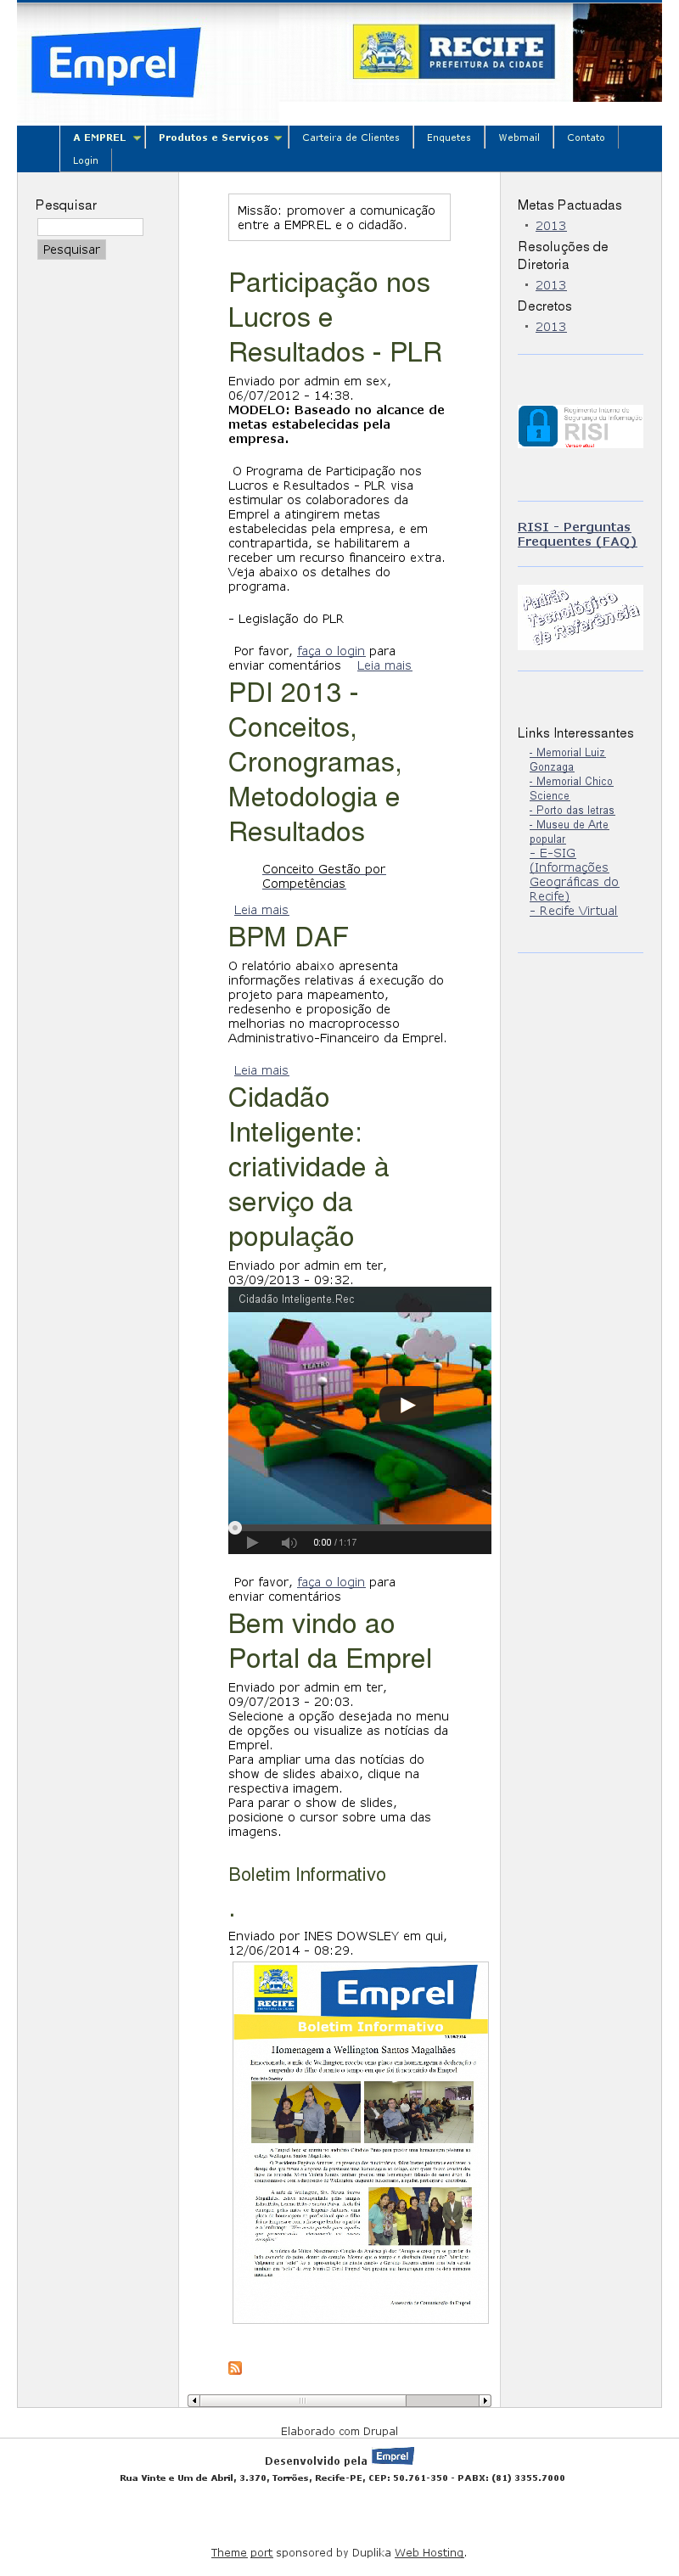 Emprel
RECIFE
PREFEITURA DA CIDADE
A EMPREL
Produtos e Serviços
Carteira de Clientes
Enquetes
Webmail
Contato
Login
Pesquisar
Pesquisar
Missão: promover a comunicação
entre a EMPREL e o cidadão.
Participação nos
Lucros e
Resultados - PLR
Enviado por admin em sex,
06/07/2012 - 14:38.
MODELO: Baseado no alcance de
metas estabelecidas pela
empresa.
O Programa de Participação nos
Lucros e Resultados - PLR visa
estimular os colaboradores da
Emprel a atingirem metas
estabelecidas pela empresa, e em
contrapartida, se habilitarem a
receber um recurso financeiro extra.
Veja abaixo os detalhes do
programa.
- Legislação do PLR
Por favor, faça o login para
enviar comentários Leia mais
PDI 2013 -
Conceitos,
Cronogramas,
Metodologia e
Resultados
Conceito Gestão por
Competências
Leia mais
BPM DAF
O relatório abaixo apresenta
informações relativas á execução do
projeto para mapeamento,
redesenho e proposição de
melhorias no macroprocesso
Administrativo-Financeiro da Emprel.
Leia mais
Cidadão
Inteligente:
criatividade à
serviço da
população
Enviado por admin em ter,
03/09/2013 - 09:32.
Cidadão Inteligente.Rec
TEATRO
0:00 / 1:17
Por favor, faça o login para
enviar comentários
Bem vindo ao
Portal da Emprel
Enviado por admin em ter,
09/07/2013 - 20:03.
Selecione a opção desejada no menu
de opções ou visualize as notícias da
Emprel.
Para ampliar uma das notícias do
show de slides abaixo, clique na
respectiva imagem.
Para parar o show de slides,
posicione o cursor sobre uma das
imagens.
Boletim Informativo
Enviado por INES DOWSLEY em qui,
12/06/2014 - 08:29.
RECIFE
Emprel
Boletim Informativo
Homenagem a Wellington Santos Magalhães
Metas Pactuadas
2013
Resoluções de
Diretoria
2013
Decretos
2013
Regimento Interno de
Segurança da Informação
RISI
RISI - Perguntas
Frequentes (FAQ)
Padrão
Tecnológico
de Referência
Links Interessantes
- Memorial Luiz
Gonzaga
- Memorial Chico
Science
- Porto das letras
- Museu de Arte
popular
- E-SIG
(Informações
Geográficas do
Recife)
- Recife Virtual
Elaborado com Drupal
Desenvolvido pela Emprel
Rua Vinte e Um de Abril, 3.370, Torrões, Recife-PE, CEP: 50.761-350 - PABX: (81) 3355.7000
Theme port sponsored by Duplika Web Hosting.